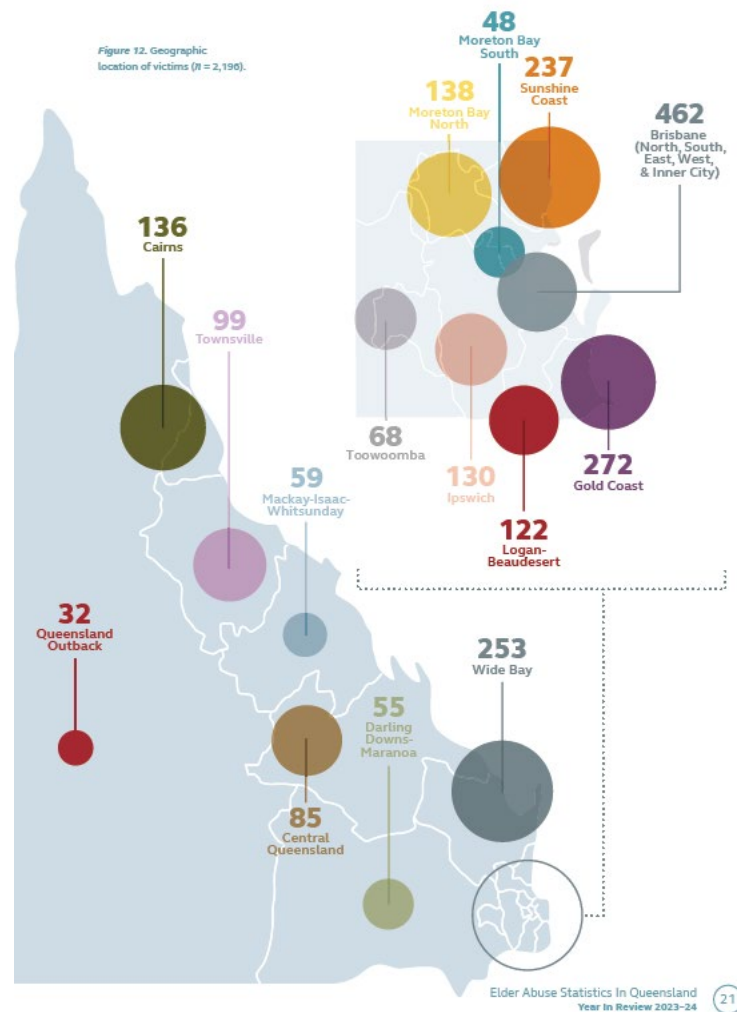 Figure 12. Geographic
location of victims (n = 2,196).
48
Moreton Bay
South
237
Sunshine
Coast
138
Moreton Bay
North
462
Brisbane
(North, South,
East, West,
& Inner City)
136
Cairns
99
Townsville
68
Toowoomba
130
Ipswich
272
Gold Coast
59
Mackay-Isaac-
Whitsunday
122
Logan-
Beaudesert
32
Queensland
Outback
253
Wide Bay
55
Darling
Downs-
Maranoa
85
Central
Queensland
Elder Abuse Statistics In Queensland
Year In Review 2023–24
21